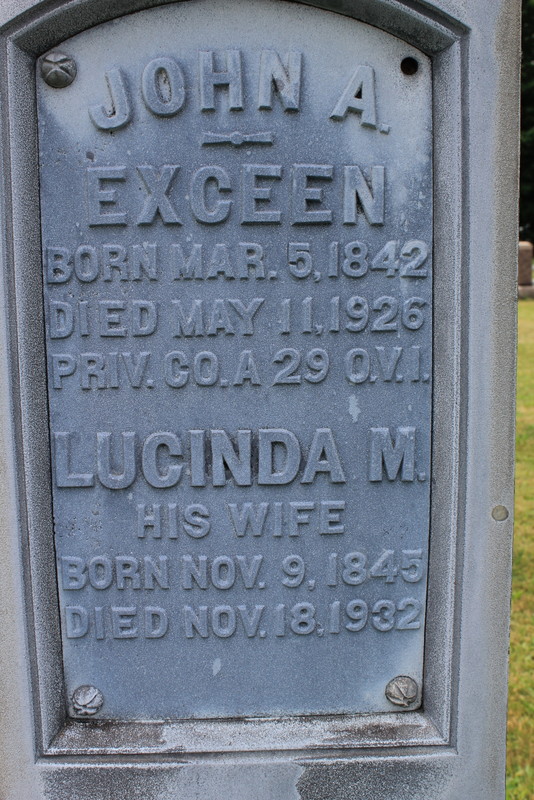 JOHN A.
EXCEEN
BORN MAR. 5, 1842
DIED MAY 11, 1926
PRIV. CO. A 29 O.V.I.
LUCINDA M.
HIS WIFE
BORN NOV. 9, 1845
DIED NOV. 18, 1932